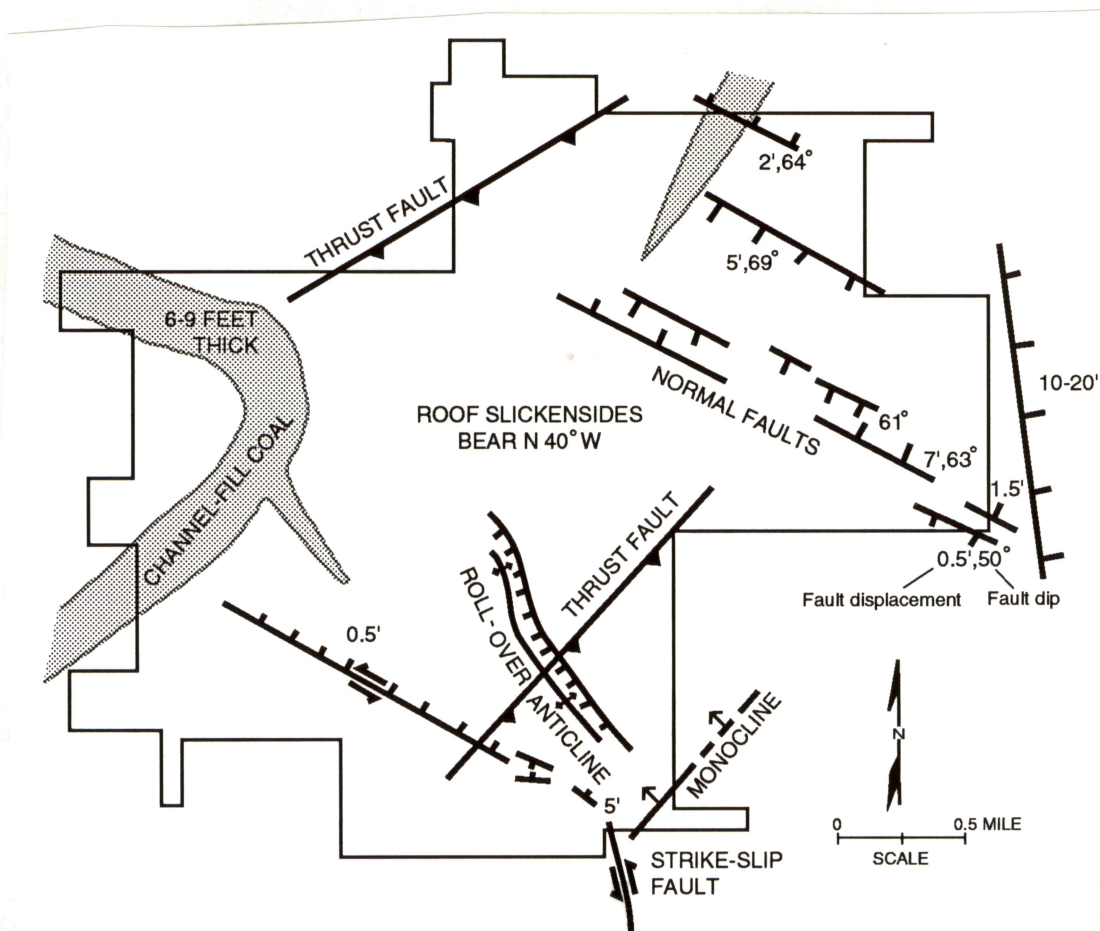 2',64°
THRUST FAULT
5',69°
6-9 FEET
THICK
10-20'
NORMAL FAULTS
ROOF SLICKENSIDES
BEAR N 40° W
61°
7',63°
CHANNEL-FILL COAL
1.5'
THRUST FAULT
0.5',50°
ROLL-OVER ANTICLINE
Fault displacement
Fault dip
0.5'
MONOCLINE
N
5'
0
0.5 MILE
SCALE
STRIKE-SLIP
FAULT